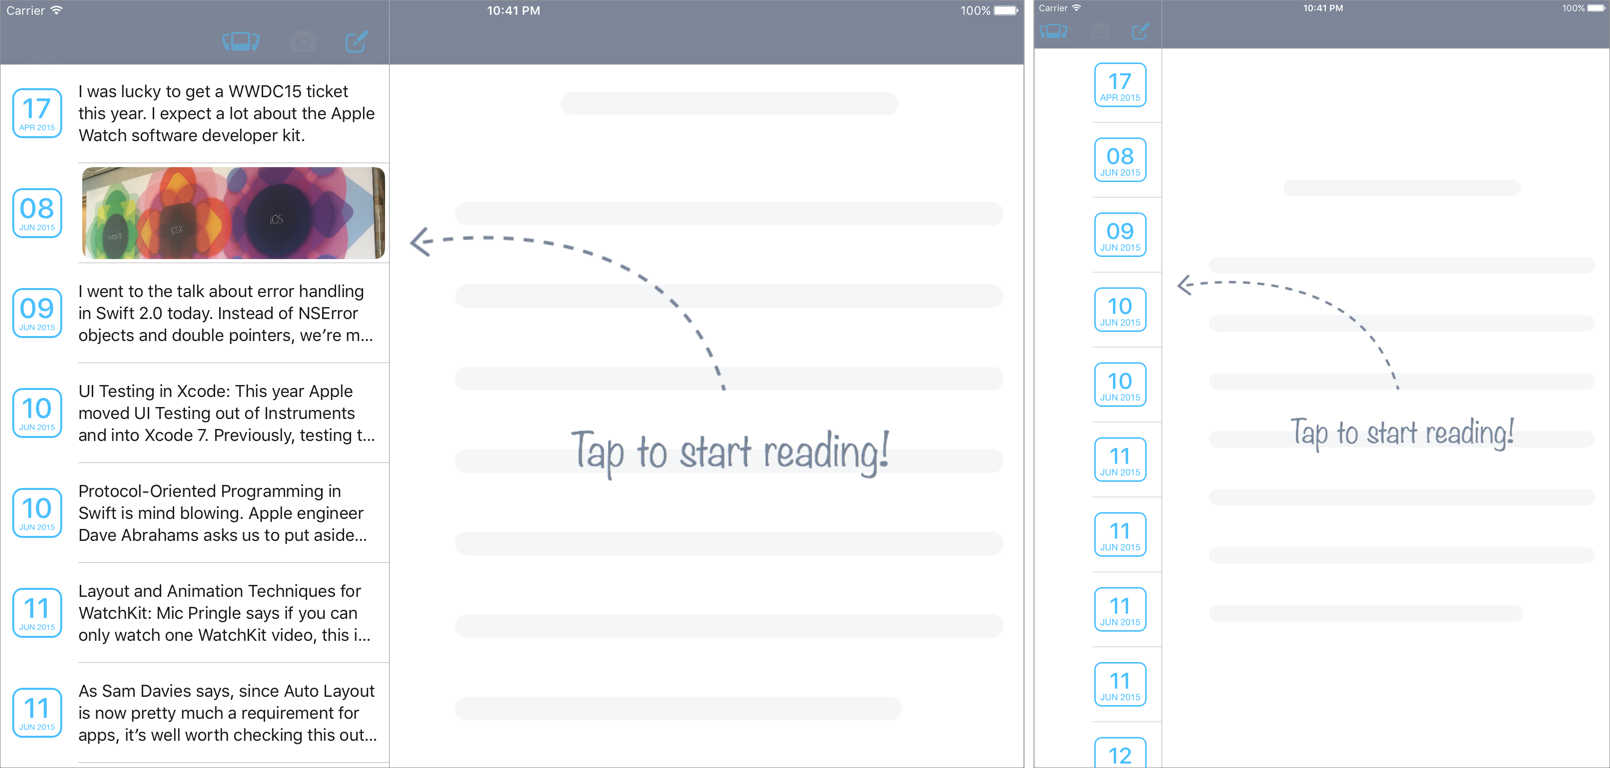 Carrier
10:41 PM
100%
17
APR 2015
I was lucky to get a WWDC15 ticket
this year. I expect a lot about the Apple
Watch software developer kit.
08
JUN 2015
OSX
iOS
09
JUN 2015
I went to the talk about error handling
in Swift 2.0 today. Instead of NSError
objects and double pointers, we’re m...
10
JUN 2015
UI Testing in Xcode: This year Apple
moved UI Testing out of Instruments
and into Xcode 7. Previously, testing t...
10
JUN 2015
Protocol-Oriented Programming in
Swift is mind blowing. Apple engineer
Dave Abrahams asks us to put aside...
11
JUN 2015
Layout and Animation Techniques for
WatchKit: Mic Pringle says if you can
only watch one WatchKit video, this i...
11
JUN 2015
As Sam Davies says, since Auto Layout
is now pretty much a requirement for
apps, it’s well worth checking this out...
Tap to start reading!
Carrier
10:41 PM
100%
17
APR 2015
08
JUN 2015
09
JUN 2015
10
JUN 2015
10
JUN 2015
11
JUN 2015
11
JUN 2015
11
JUN 2015
11
JUN 2015
12
Tap to start reading!